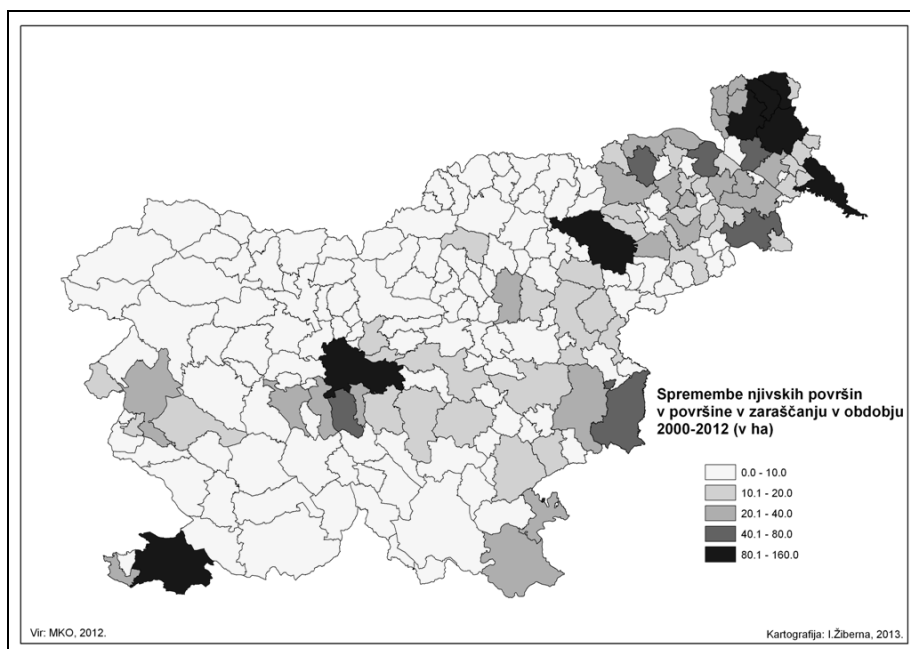 Spremembe njivskih površin
v površine v zaraščanju v obdobju
2000-2012 (v ha)
0.0 - 10.0
10.1 - 20.0
20.1 - 40.0
40.1 - 80.0
80.1 - 160.0
Vir: MKO, 2012.
Kartografija: I.Žiberna, 2013.